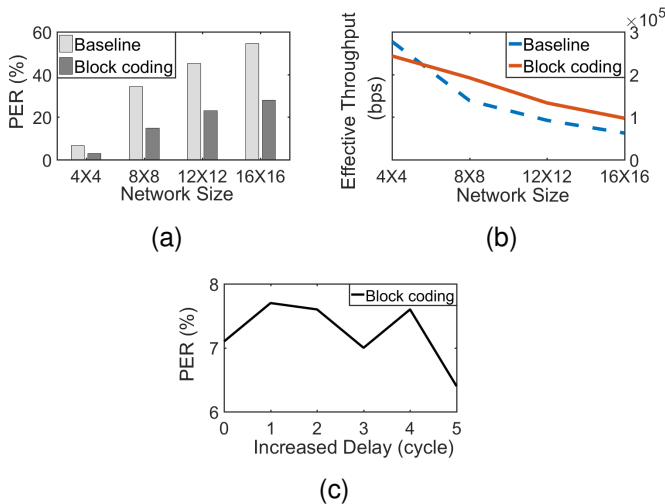 60
40
20
0
PER (%)
Baseline
Block coding
4X4 8X8 12X12 16X16
Network Size
(a)
Effective Throughput
(bps)
Baseline
Block coding
×10⁵
3
2
1
0
4X4 8X8 12X12 16X16
Network Size
(b)
8
7
6
PER (%)
Block coding
0 1 2 3 4 5
Increased Delay (cycle)
(c)